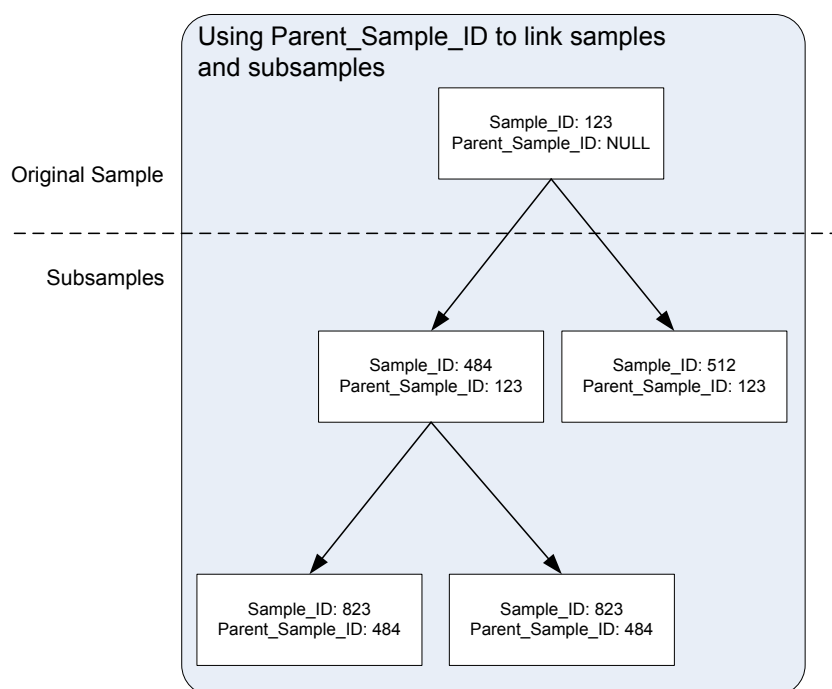 Using Parent_Sample_ID to link samples
and subsamples
Sample_ID: 123
Parent_Sample_ID: NULL
Original Sample
Subsamples
Sample_ID: 484
Parent_Sample_ID: 123
Sample_ID: 512
Parent_Sample_ID: 123
Sample_ID: 823
Parent_Sample_ID: 484
Sample_ID: 823
Parent_Sample_ID: 484